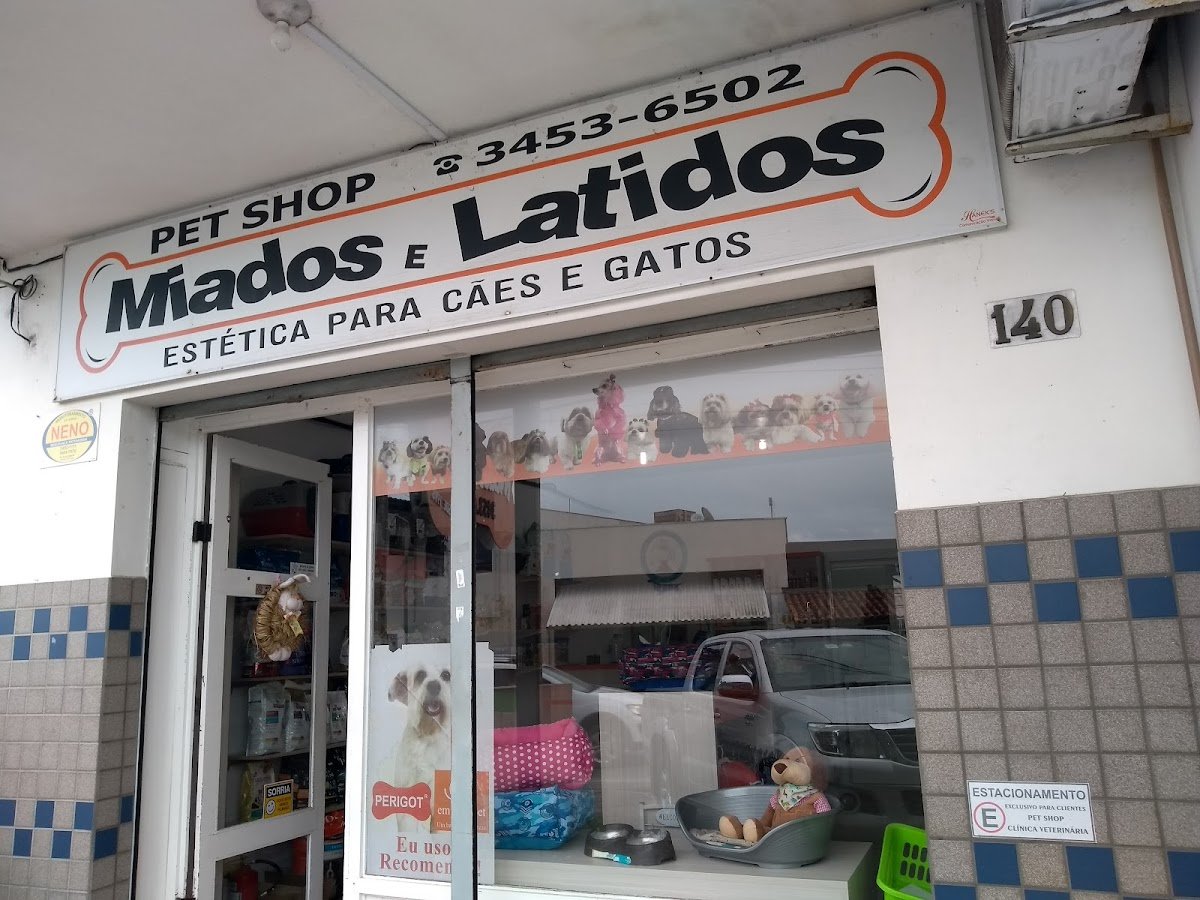 PET SHOP ☎ 3453-6502
Miados E Latidos
ESTÉTICA PARA CÃES E GATOS
HANEKS
140
NENO
SORRIA
PERIGOT
Eu uso
ESTACIONAMENTO
E
EXCLUSIVO PARA CLIENTES
PET SHOP
CLÍNICA VETERINÁRIA